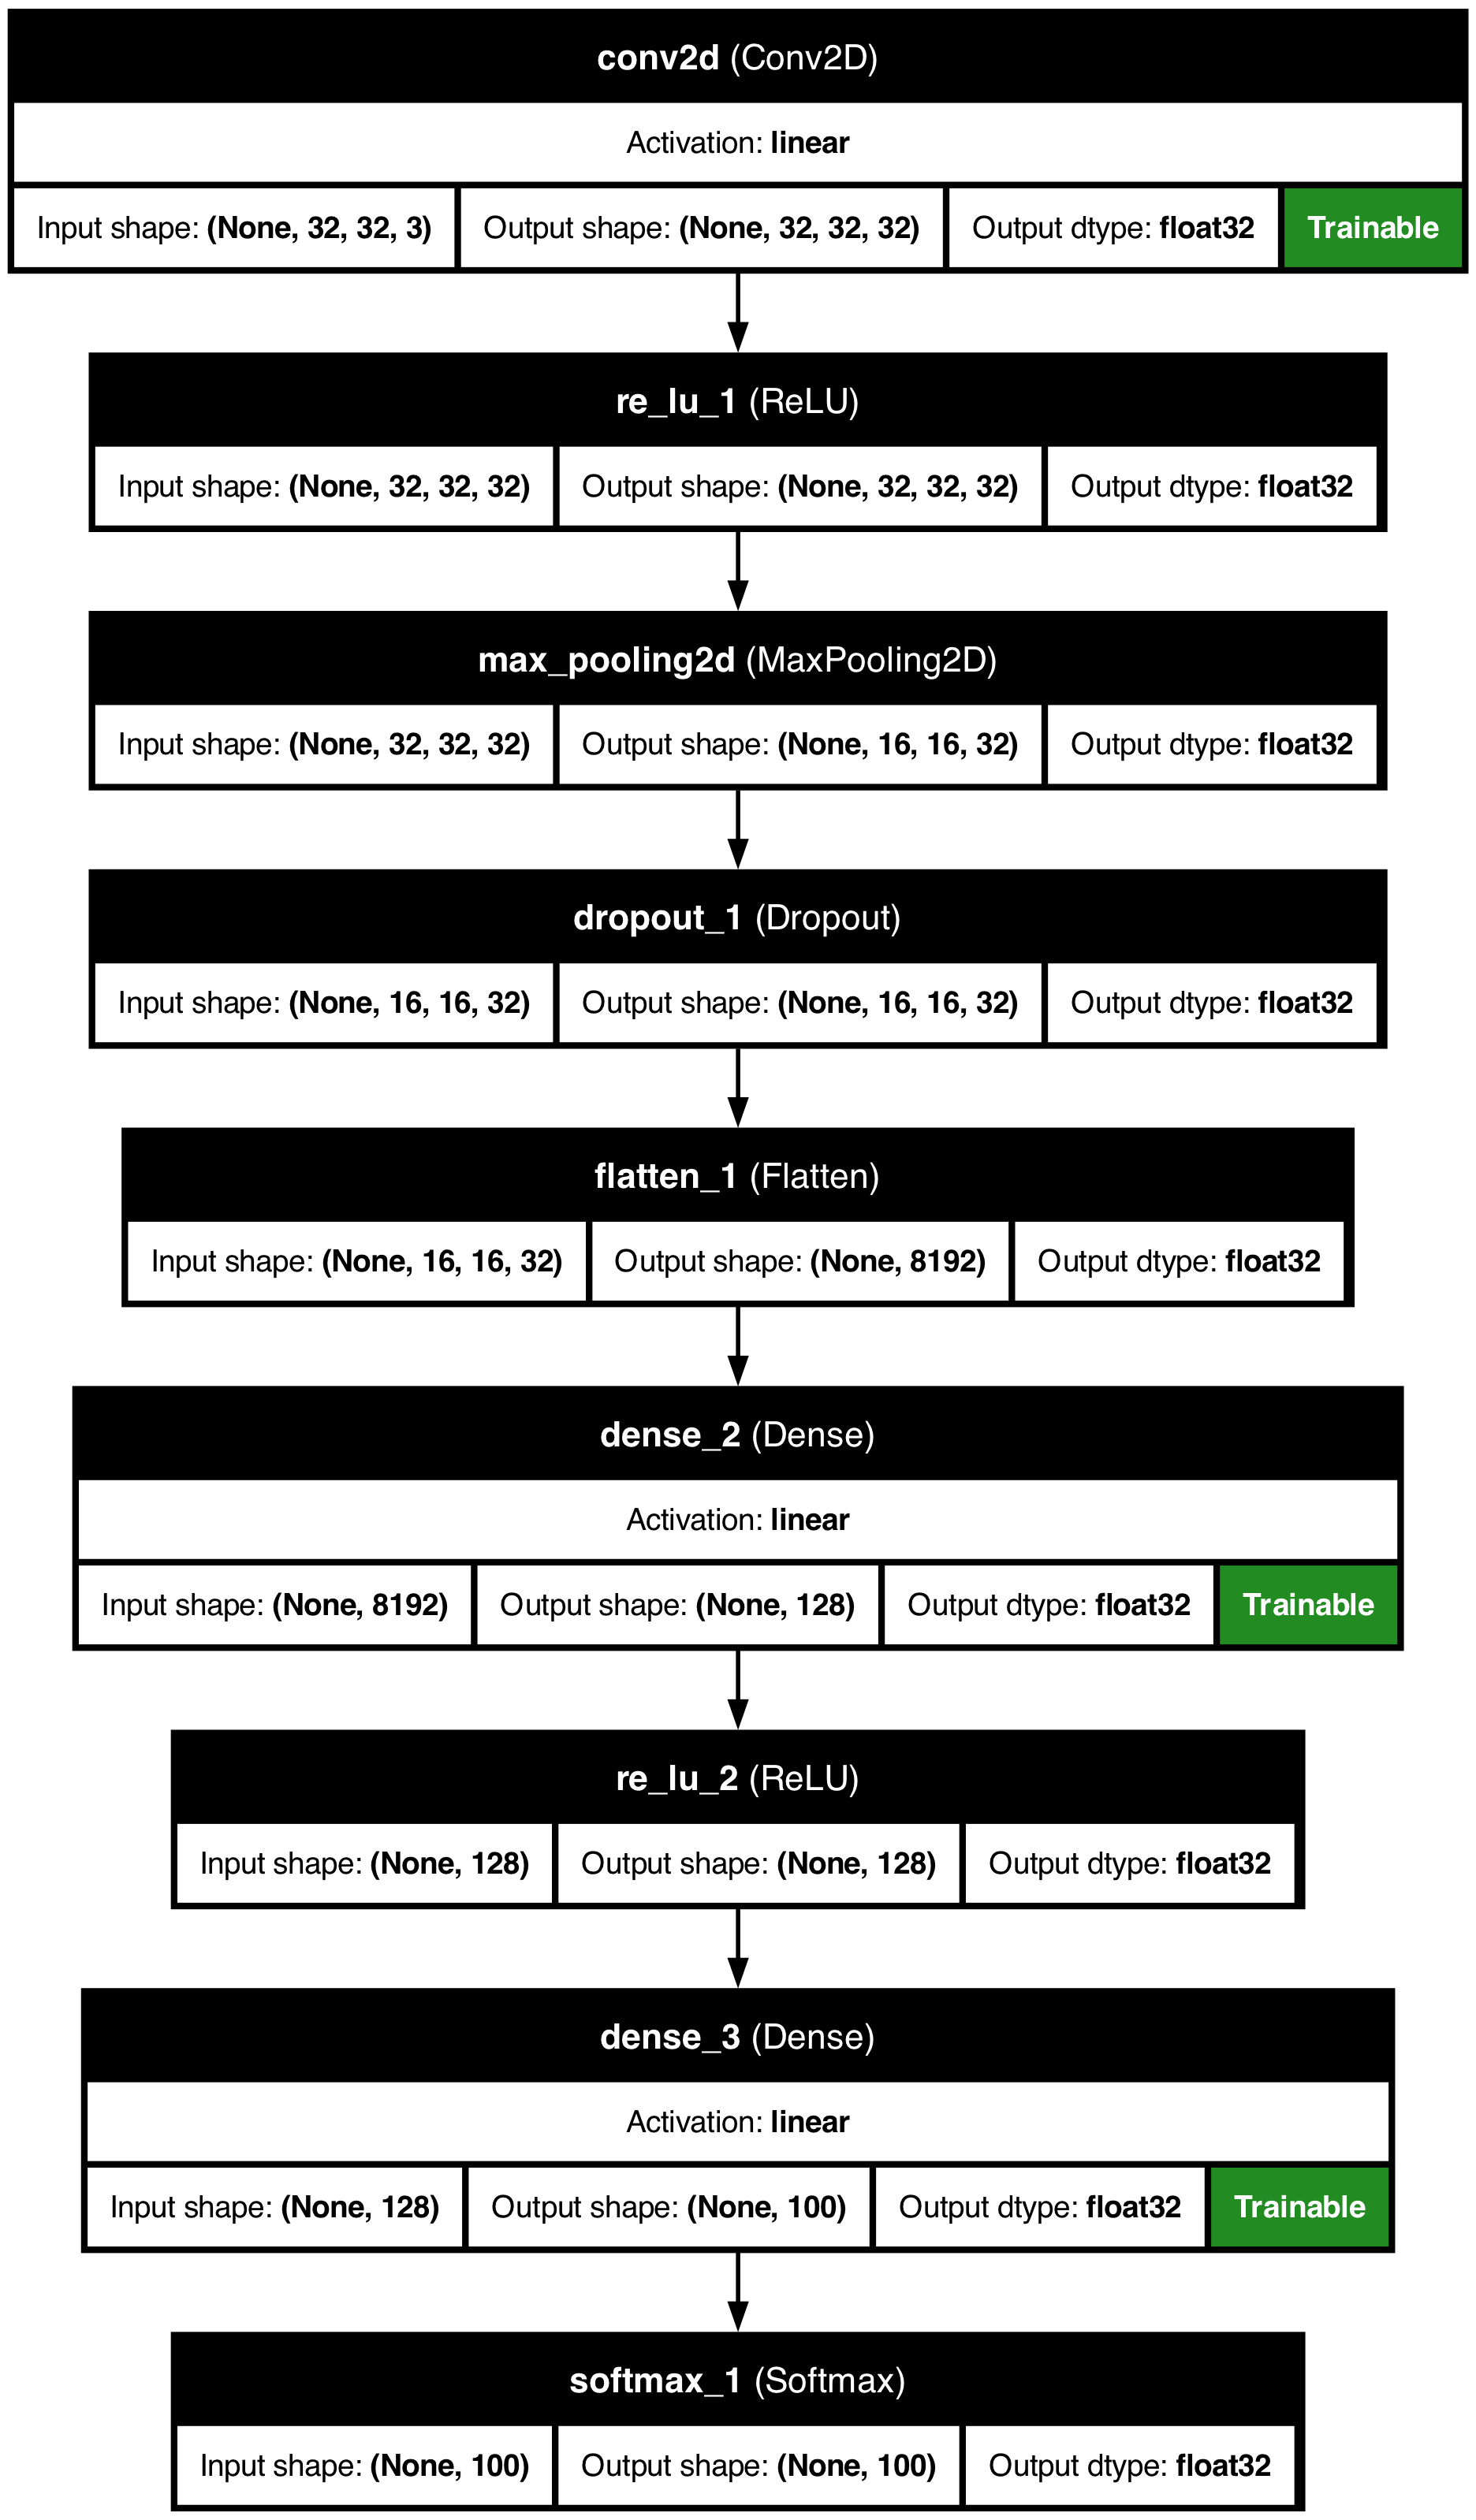 conv2d (Conv2D)
Activation: linear
Input shape: (None, 32, 32, 3) Output shape: (None, 32, 32, 32) Output dtype: float32 Trainable
re_lu_1 (ReLU)
Input shape: (None, 32, 32, 32) Output shape: (None, 32, 32, 32) Output dtype: float32
max_pooling2d (MaxPooling2D)
Input shape: (None, 32, 32, 32) Output shape: (None, 16, 16, 32) Output dtype: float32
dropout_1 (Dropout)
Input shape: (None, 16, 16, 32) Output shape: (None, 16, 16, 32) Output dtype: float32
flatten_1 (Flatten)
Input shape: (None, 16, 16, 32) Output shape: (None, 8192) Output dtype: float32
dense_2 (Dense)
Activation: linear
Input shape: (None, 8192) Output shape: (None, 128) Output dtype: float32 Trainable
re_lu_2 (ReLU)
Input shape: (None, 128) Output shape: (None, 128) Output dtype: float32
dense_3 (Dense)
Activation: linear
Input shape: (None, 128) Output shape: (None, 100) Output dtype: float32 Trainable
softmax_1 (Softmax)
Input shape: (None, 100) Output shape: (None, 100) Output dtype: float32